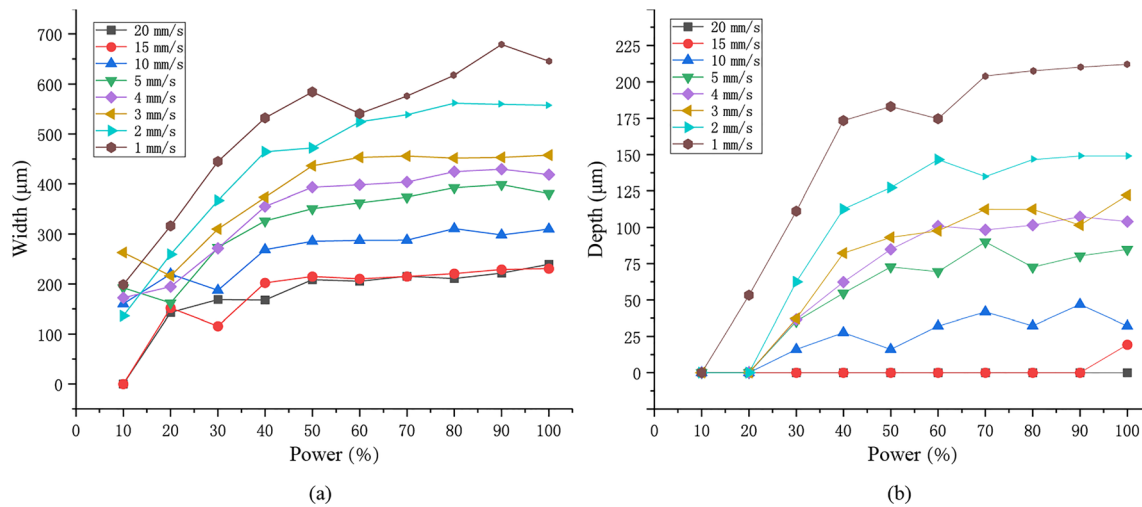 700
600
500
400
300
200
100
0
20 mm/s
15 mm/s
10 mm/s
5 mm/s
4 mm/s
3 mm/s
2 mm/s
1 mm/s
Width (μm)
0 10 20 30 40 50 60 70 80 90 100
Power (%)
(a)
225
200
175
150
125
100
75
50
25
0
20 mm/s
15 mm/s
10 mm/s
5 mm/s
4 mm/s
3 mm/s
2 mm/s
1 mm/s
Depth (μm)
0 10 20 30 40 50 60 70 80 90 100
Power (%)
(b)